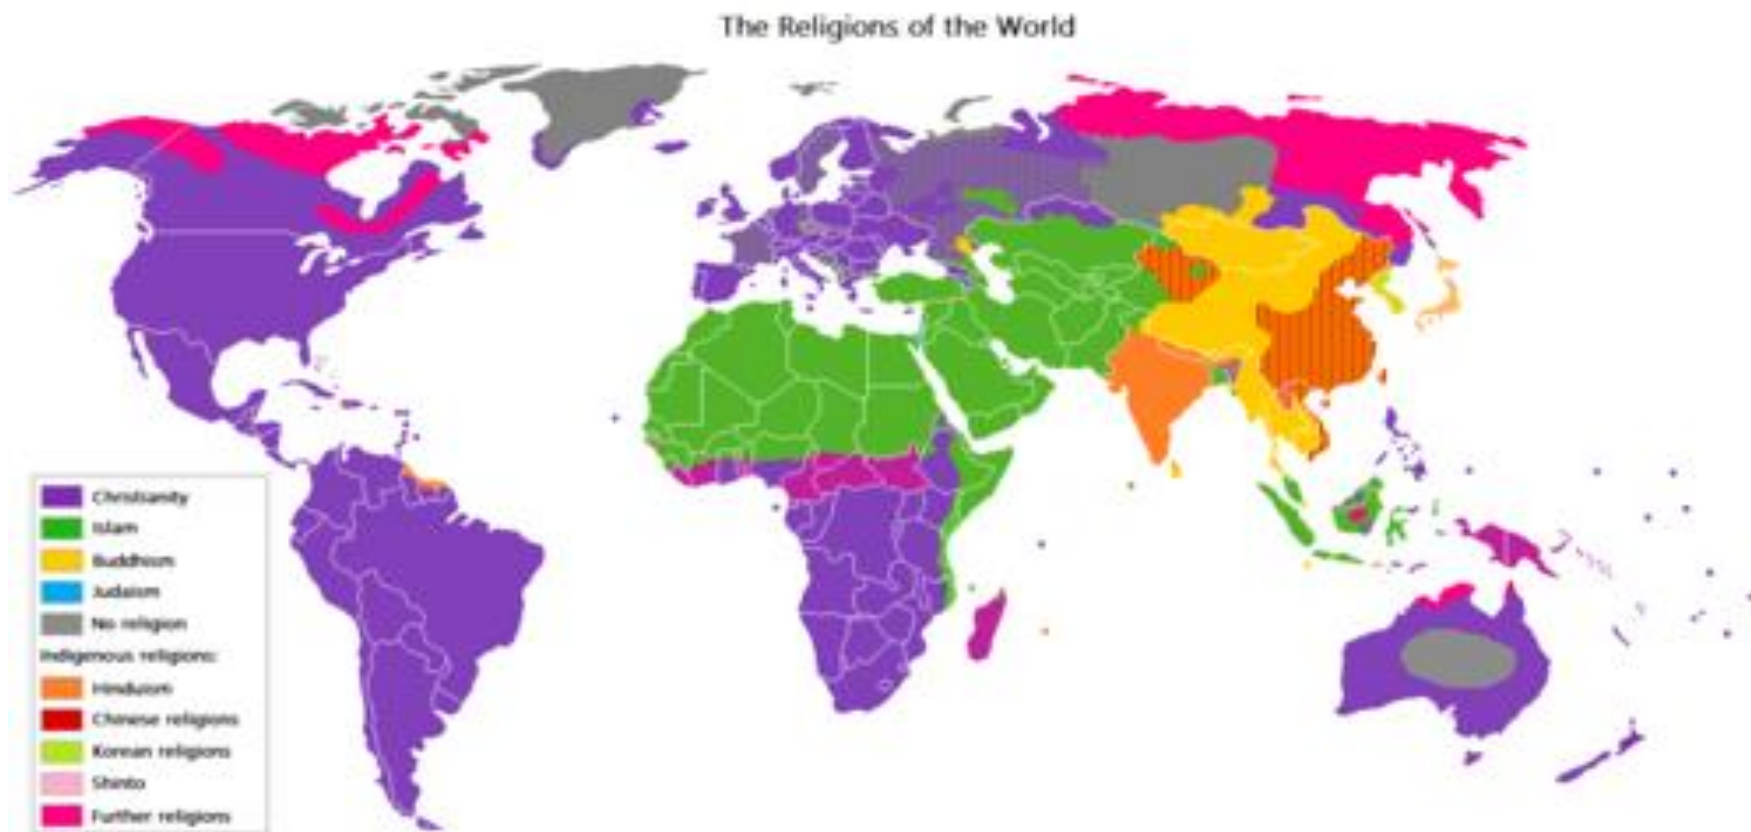 The Religions of the World
Christianity
Islam
Buddhism
Judaism
No religion
Indigenous religions:
Hinduism
Chinese religions
Korean religions
Shinto
Further religions